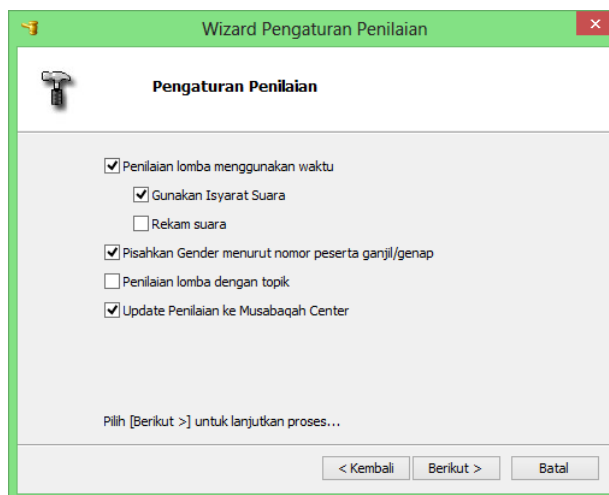 Wizard Pengaturan Penilaian
Pengaturan Penilaian
Penilaian lomba menggunakan waktu
Gunakan Isyarat Suara
Rekam suara
Pisahkan Gender menurut nomor peserta ganjil/genap
Penilaian lomba dengan topik
Update Penilaian ke Musabaqah Center
Pilih [Berikut >] untuk lanjutkan proses...
< Kembali Berikut > Batal